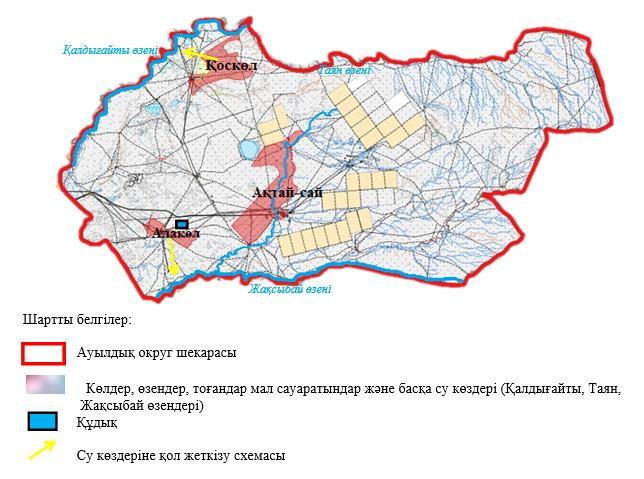 Қалдығайты өзені
Қоскөл
Таян өзені
Ақтай-сай
Алакөл
Жақсыбай өзені
Шартты белгілер:
Ауылдық округ шекарасы
Көлдер, өзендер, тоғандар мал сауаратындар және басқа су көздері (Қалдығайты, Таян,
Жақсыбай өзендері)
Құдық
Су көздеріне қол жеткізу схемасы